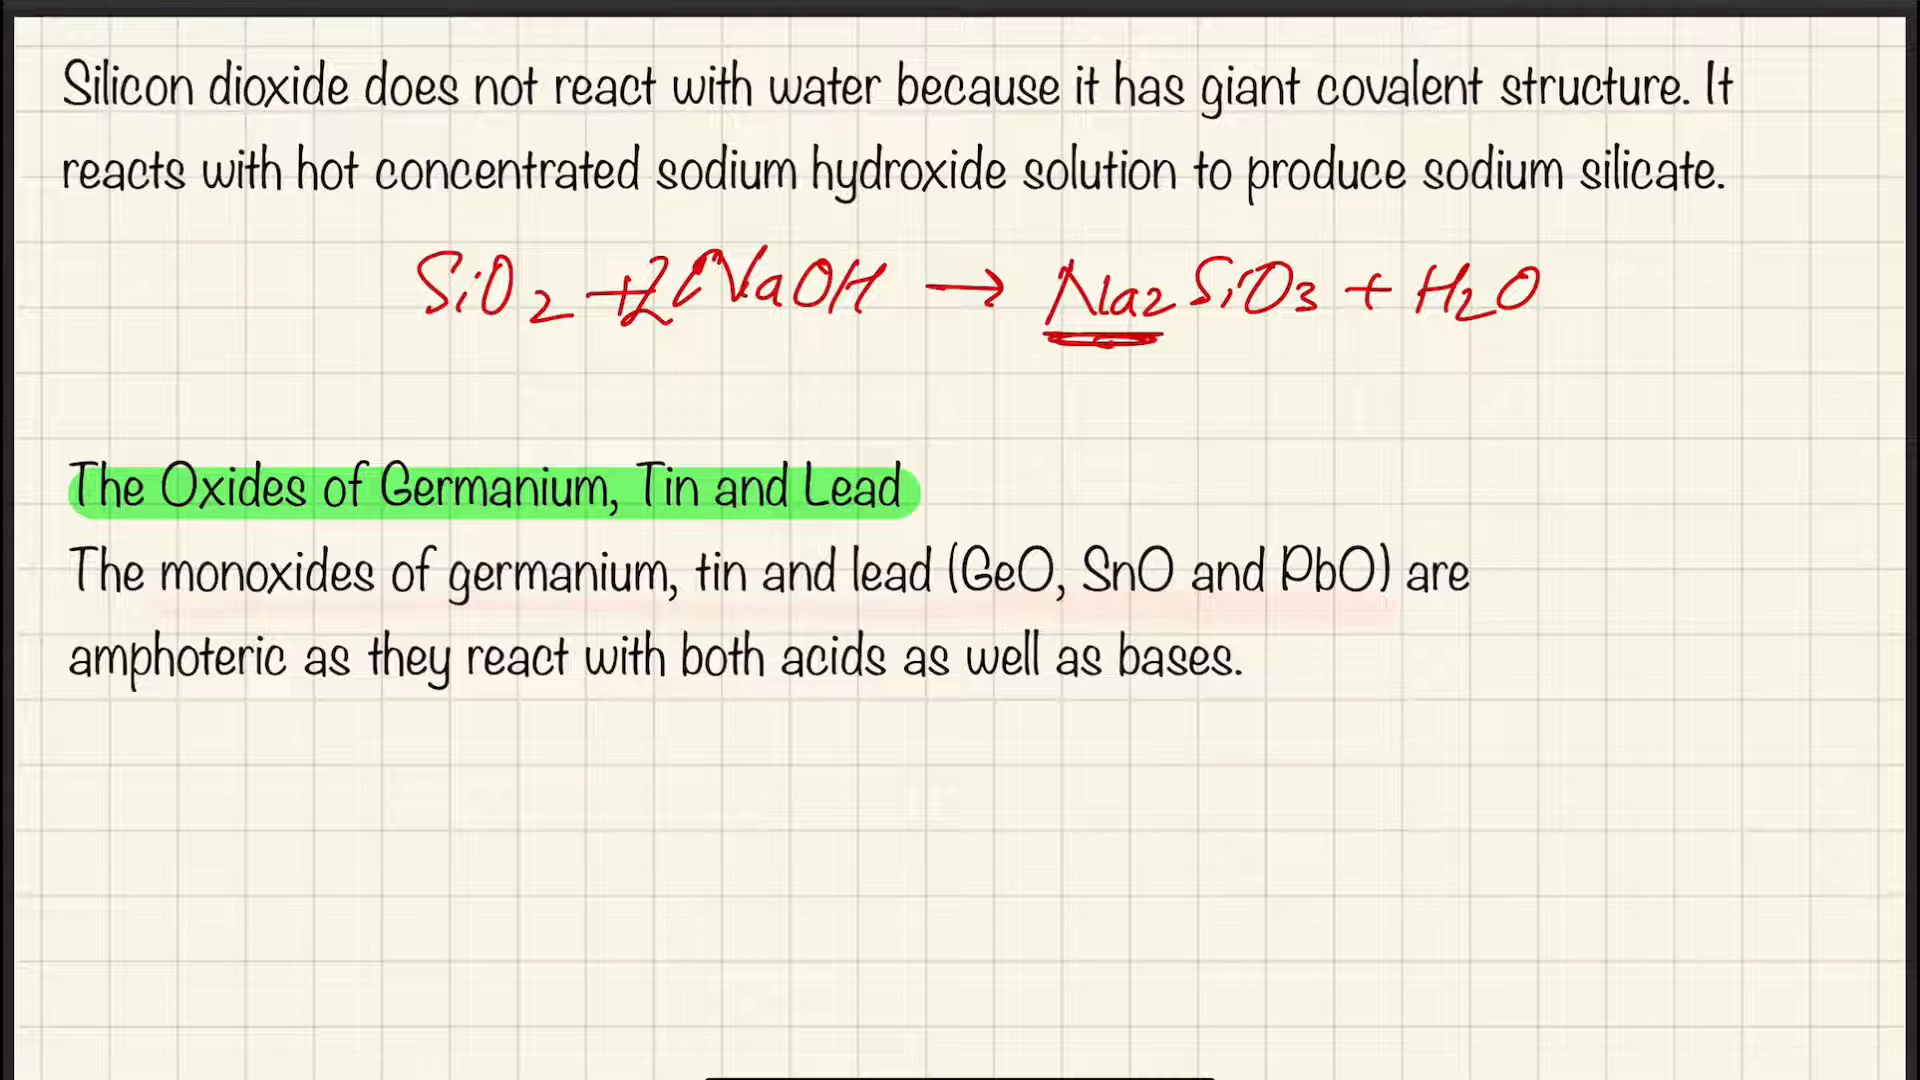 Silicon dioxide does not react with water because it has giant covalent structure. It
reacts with hot concentrated sodium hydroxide solution to produce sodium silicate.
SiO2 + 2NaOH → Na2SiO3 + H2O
The Oxides of Germanium, Tin and Lead
The monoxides of germanium, tin and lead (GeO, SnO and PbO) are
amphoteric as they react with both acids as well as bases.